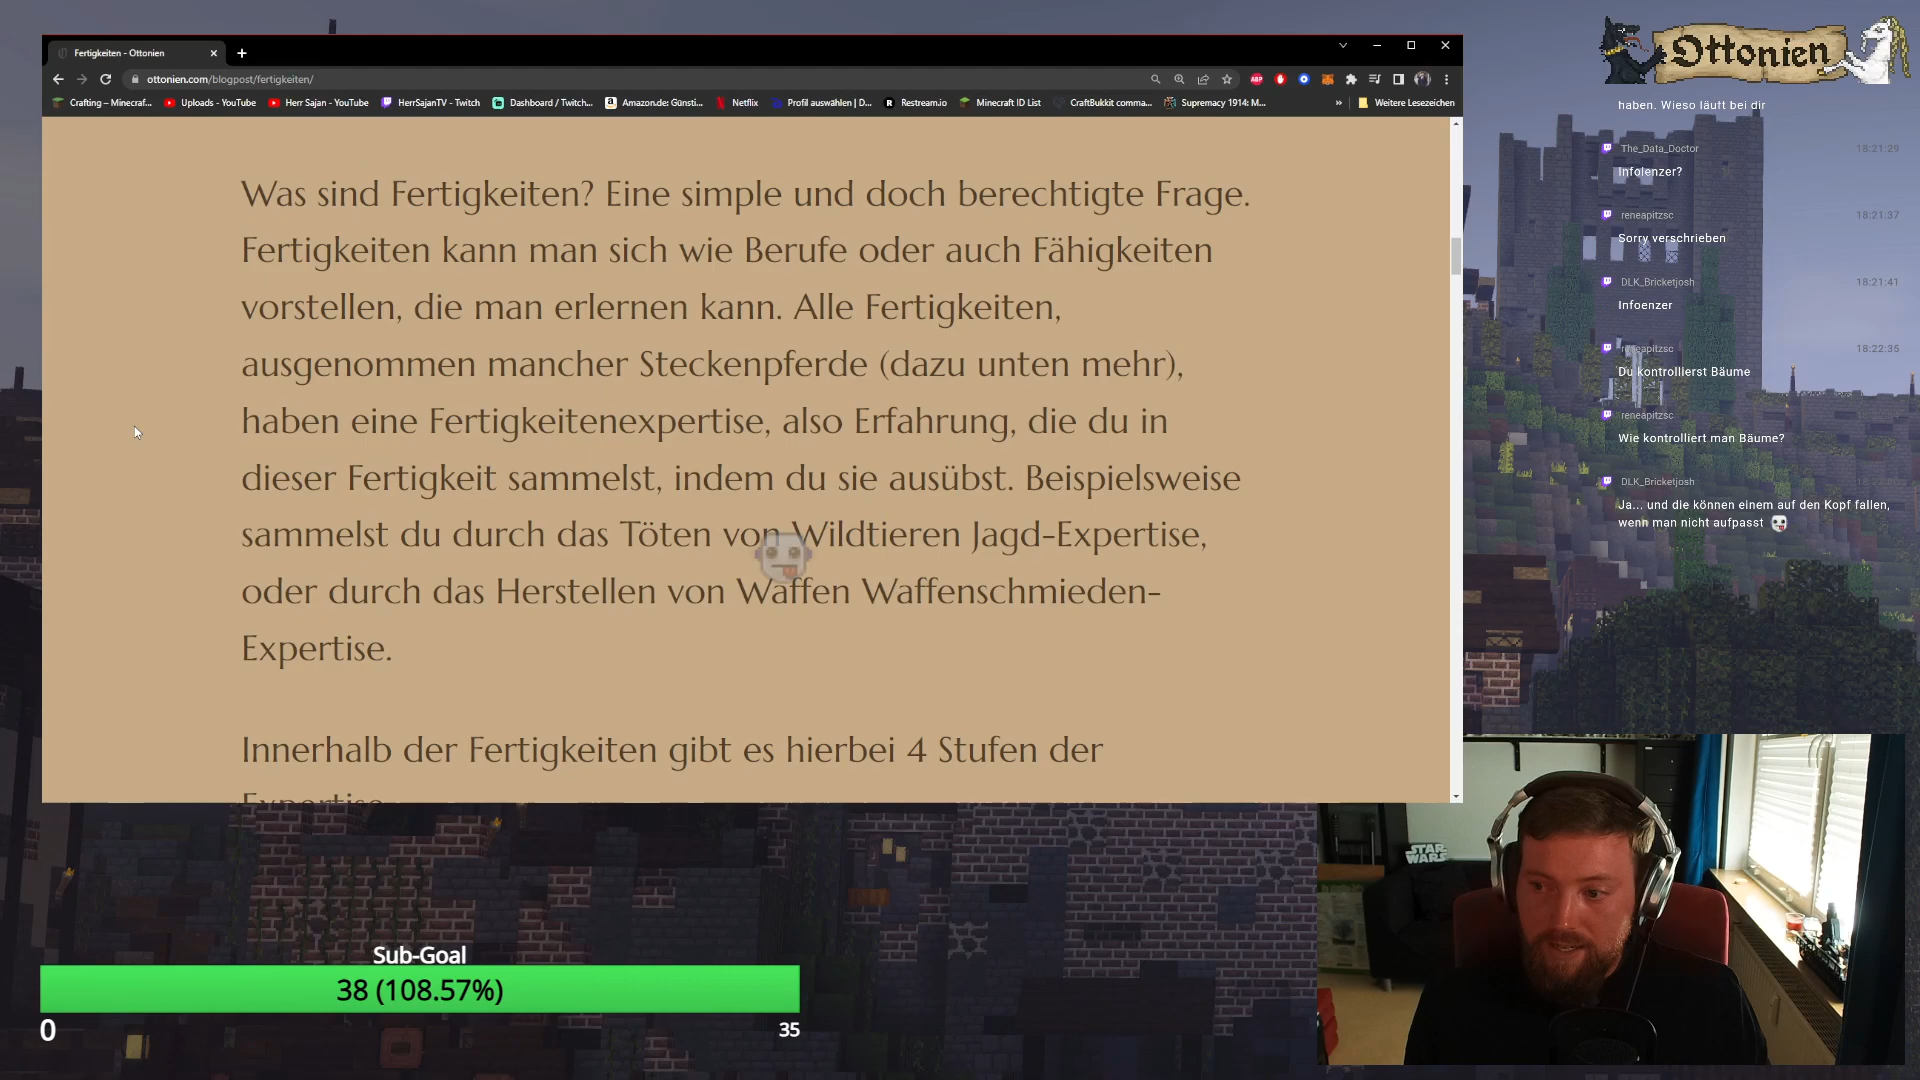 Fertigkeiten - Ottonien
ottonien.com/blogpost/fertigkeiten/
Crafting – Minecraf...
Uploads - YouTube
Herr Sajan - YouTube
HerrSajanTV - Twitch
Dashboard / Twitch...
Amazon.de: Günsti...
Netflix
Profil auswählen | D...
Restream.io
Minecraft ID List
CraftBukkit comma...
Supremacy 1914: M...
»
Weitere Lesezeichen
Was sind Fertigkeiten? Eine simple und doch berechtigte Frage.
Fertigkeiten kann man sich wie Berufe oder auch Fähigkeiten
vorstellen, die man erlernen kann. Alle Fertigkeiten,
ausgenommen mancher Steckenpferde (dazu unten mehr),
haben eine Fertigkeitenexpertise, also Erfahrung, die du in
dieser Fertigkeit sammelst, indem du sie ausübst. Beispielsweise
sammelst du durch das Töten von Wildtieren Jagd-Expertise,
oder durch das Herstellen von Waffen Waffenschmieden-
Expertise.
Innerhalb der Fertigkeiten gibt es hierbei 4 Stufen der
Expertise
Ottonien
haben. Wieso läuft bei dir
The_Data_Doctor 18:21:29
Infolenzer?
reneapitzsc 18:21:37
Sorry verschrieben
DLK_Bricketjosh 18:21:41
Infoenzer
reneapitzsc 18:22:35
Du kontrollierst Bäume
reneapitzsc
Wie kontrolliert man Bäume?
DLK_Bricketjosh
Ja... und die können einem auf den Kopf fallen,
wenn man nicht aufpasst
STAR
WARS
Sub-Goal
38 (108.57%)
0 35